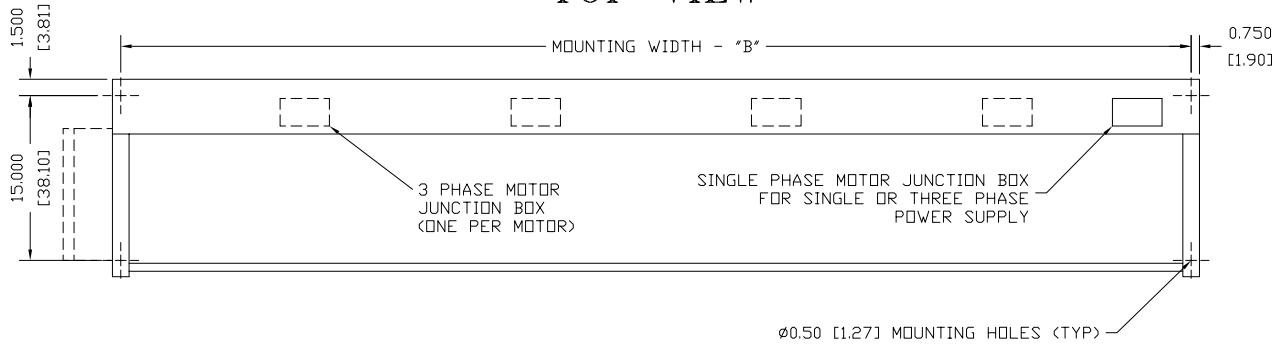 TOP VIEW
1.500
[3.81]
MOUNTING WIDTH - "B"
0.750
[1.90]
15.000
[38.10]
3 PHASE MOTOR
JUNCTION BOX
(ONE PER MOTOR)
SINGLE PHASE MOTOR JUNCTION BOX
FOR SINGLE OR THREE PHASE
POWER SUPPLY
Ø0.50 [1.27] MOUNTING HOLES (TYP)